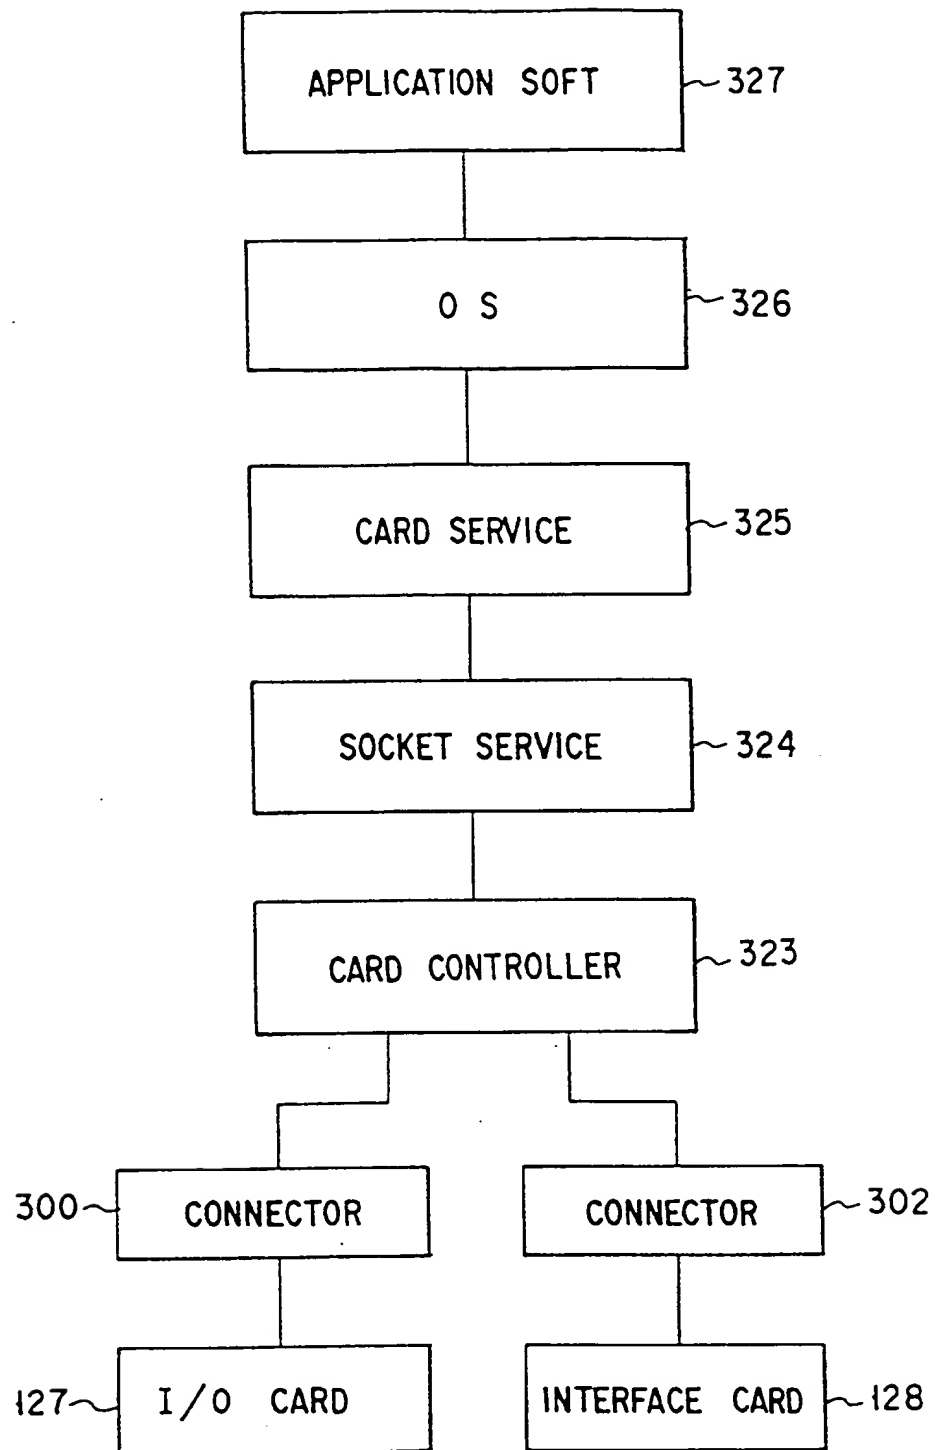 APPLICATION SOFT 327
O S 326
CARD SERVICE 325
SOCKET SERVICE 324
CARD CONTROLLER 323
300 CONNECTOR CONNECTOR 302
127 I/O CARD INTERFACE CARD 128